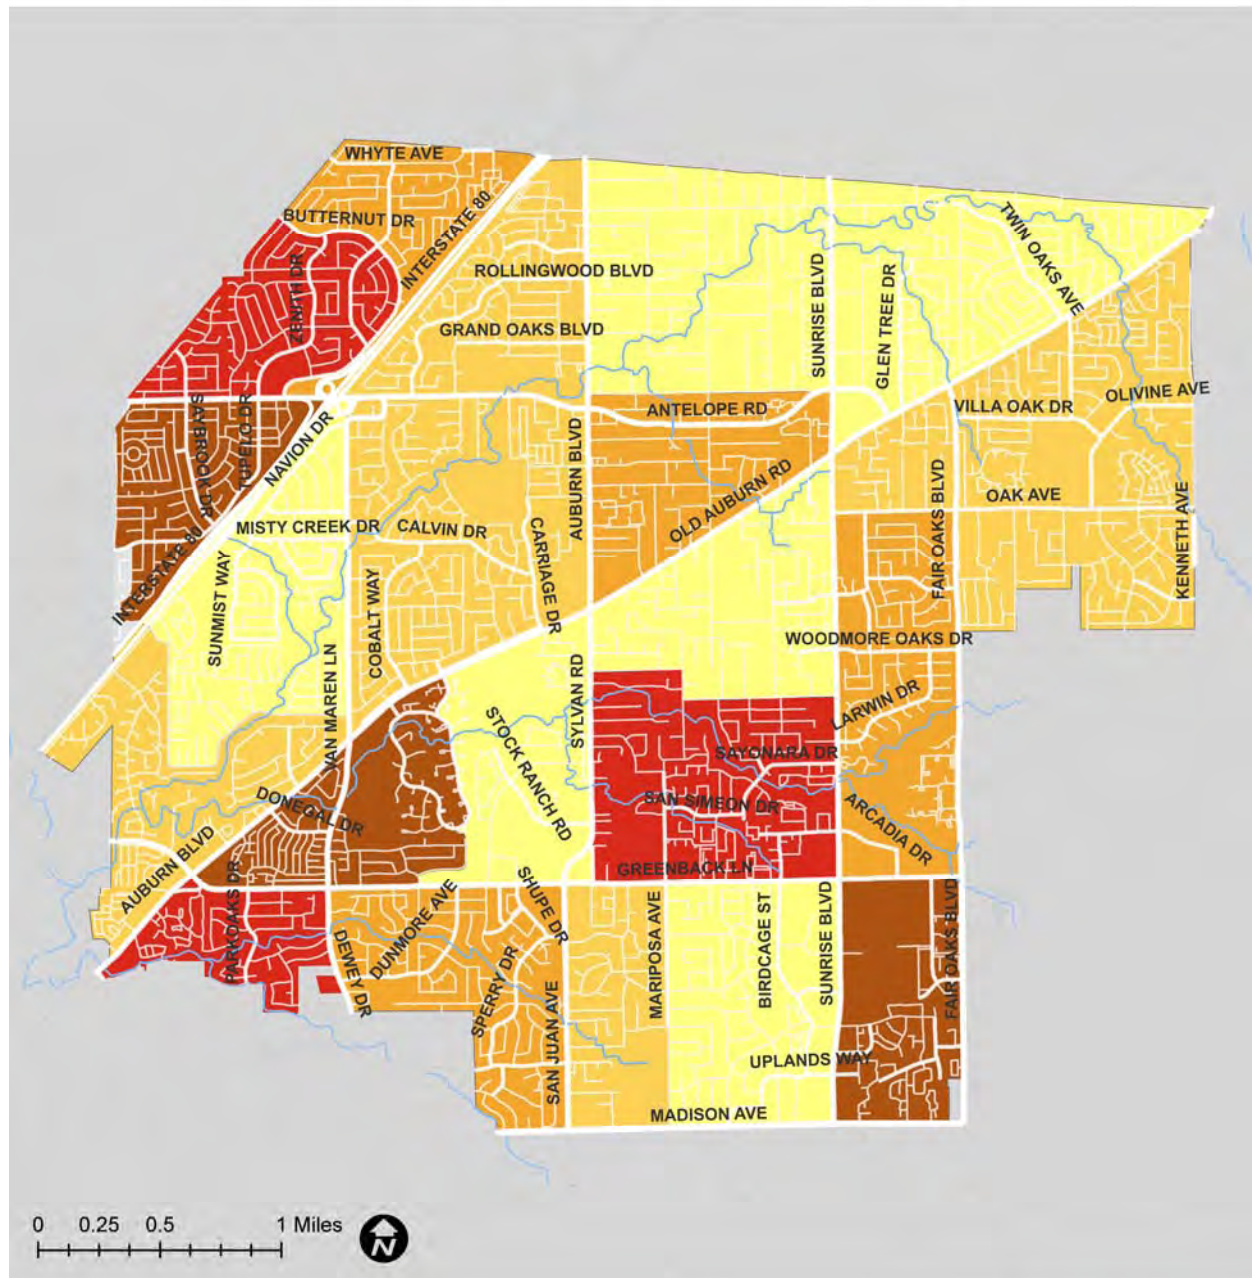 WHYTE AVE
BUTTERNUT DR
INTERSTATE 80
TWIN OAKS AVE
ZENITH DR
ROLLINGWOOD BLVD
SUNRISE BLVD
GLEN TREE DR
GRAND OAKS BLVD
SAYBROOK DR
TUPELO DR
NAVION DR
ANTELOPE RD
VILLA OAK DR
OLIVINE AVE
AUBURN BLVD
OLD AUBURN RD
FAIR OAKS BLVD
OAK AVE
KENNETH AVE
INTERSTATE 80
MISTY CREEK DR
CALVIN DR
CARRIAGE DR
SUNMIST WAY
COBALT WAY
WOODMORE OAKS DR
VAN MAREN LN
STOCK RANCH RD
SYLVAN RD
LARWIN DR
SAYONARA DR
DONEGAL DR
SAN SIMEON DR
ARCADIA DR
AUBURN BLVD
GREENBACK LN
PARKOAKS DR
DEWEY DR
DUNMORE AVE
SHUPE DR
SPERRY DR
SAN JUAN AVE
MARIPOSA AVE
BIRDCAGE ST
SUNRISE BLVD
FAIR OAKS BLVD
UPLANDS WAY
MADISON AVE
0 0.25 0.5 1 Miles
N